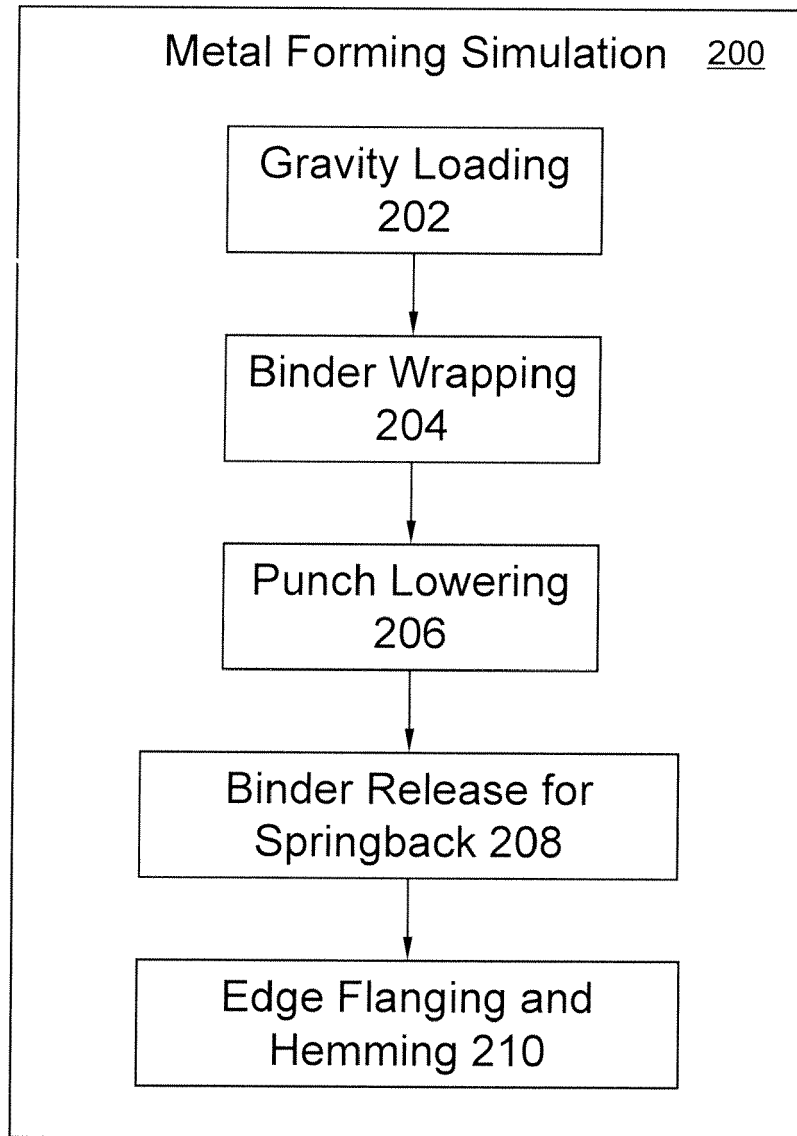 Metal Forming Simulation 200
Gravity Loading
202
Binder Wrapping
204
Punch Lowering
206
Binder Release for
Springback 208
Edge Flanging and
Hemming 210